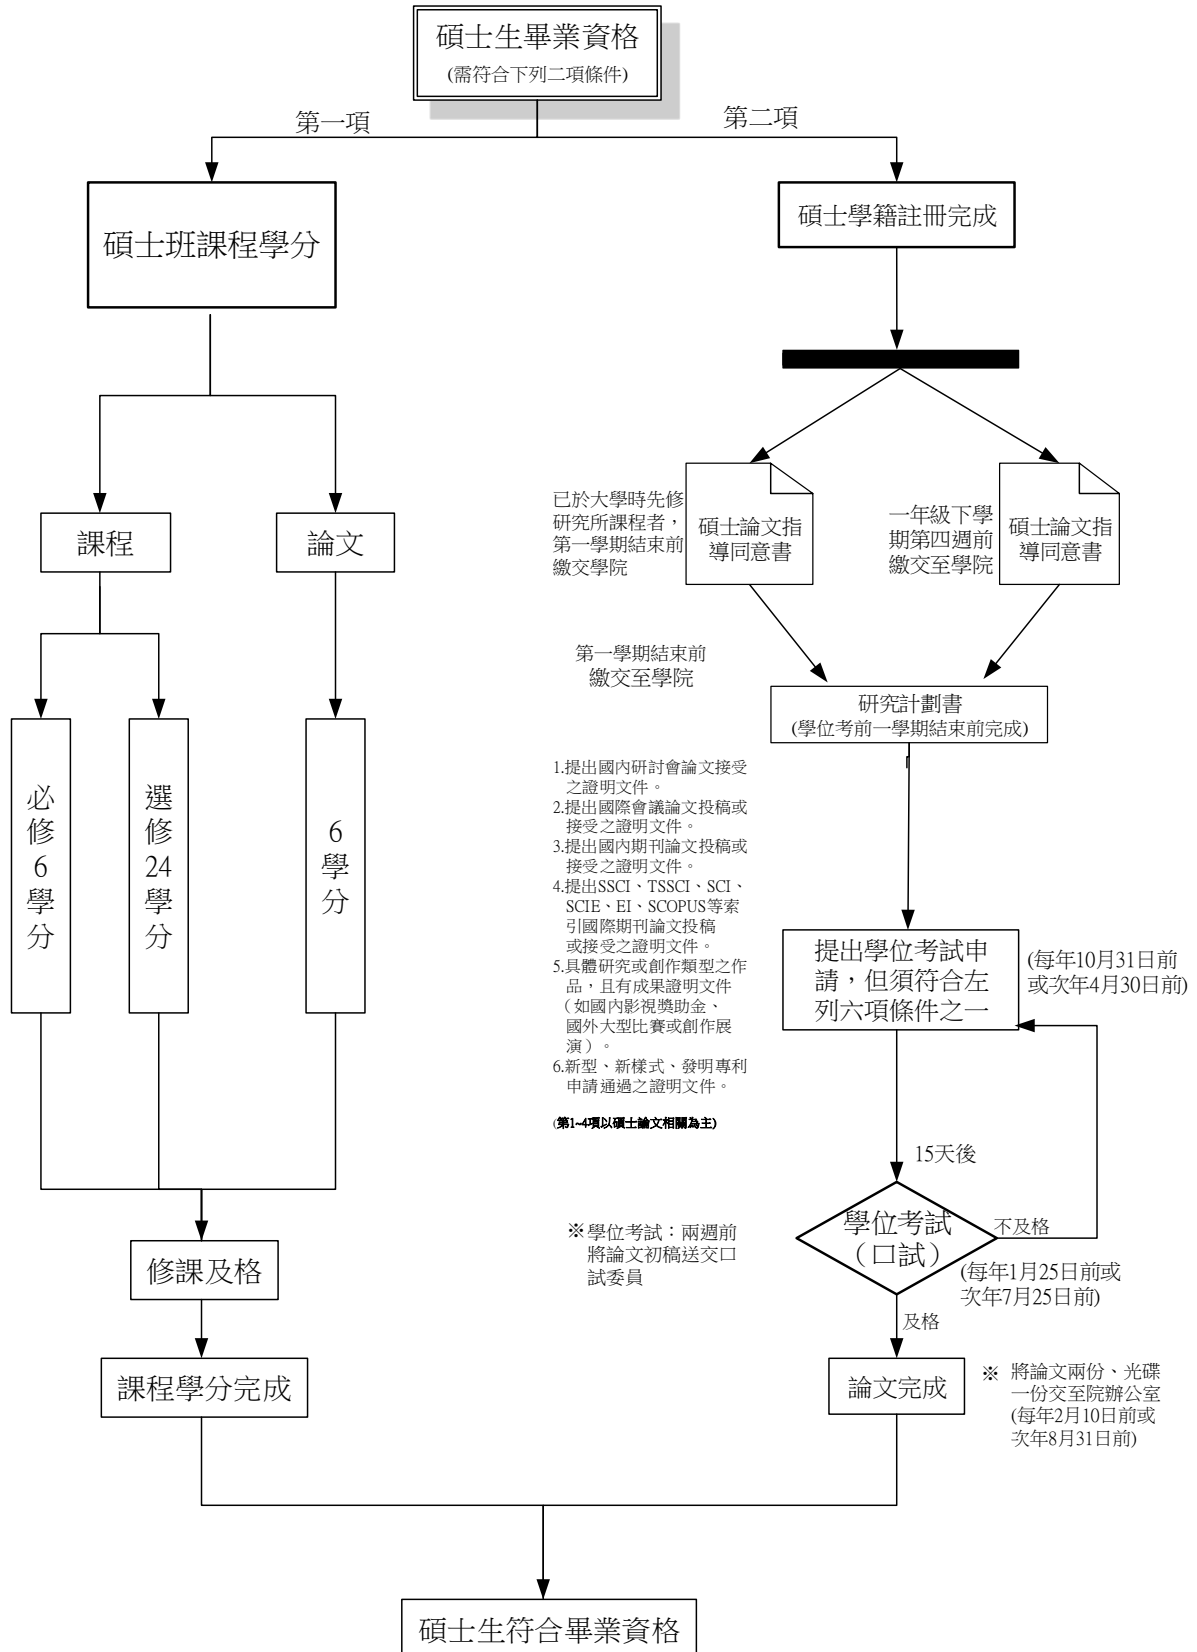 碩士生畢業資格
(需符合下列二項條件)
第一項
第二項
碩士班課程學分
碩士學籍註冊完成
課程
論文
必修6學分
選修24學分
6學分
修課及格
課程學分完成
已於大學時先修
研究所課程者，
第一學期結束前
繳交學院
碩士論文指
導同意書
一年級下學
期第四週前
繳交至學院
碩士論文指
導同意書
第一學期結束前
繳交至學院
研究計劃書
(學位考前一學期結束前完成)
1.提出國內研討會論文接受
之證明文件。
2.提出國際會議論文投稿或
接受之證明文件。
3.提出國內期刊論文投稿或
接受之證明文件。
4.提出SSCI、TSSCI、SCI、
SCIE、EI、SCOPUS等索
引國際期刊論文投稿
或接受之證明文件。
5.具體研究或創作類型之作
品，且有成果證明文件
（如國內影視獎助金、
國外大型比賽或創作展
演）。
6.新型、新樣式、發明專利
申請通過之證明文件。
(第1~4項以碩士論文相關為主)
提出學位考試申
請，但須符合左
列六項條件之一
(每年10月31日前
或次年4月30日前)
15天後
※學位考試：兩週前
將論文初稿送交口
試委員
學位考試
（口試）
不及格
(每年1月25日前或
次年7月25日前)
及格
論文完成
※ 將論文兩份、光碟
一份交至院辦公室
(每年2月10日前或
次年8月31日前)
碩士生符合畢業資格